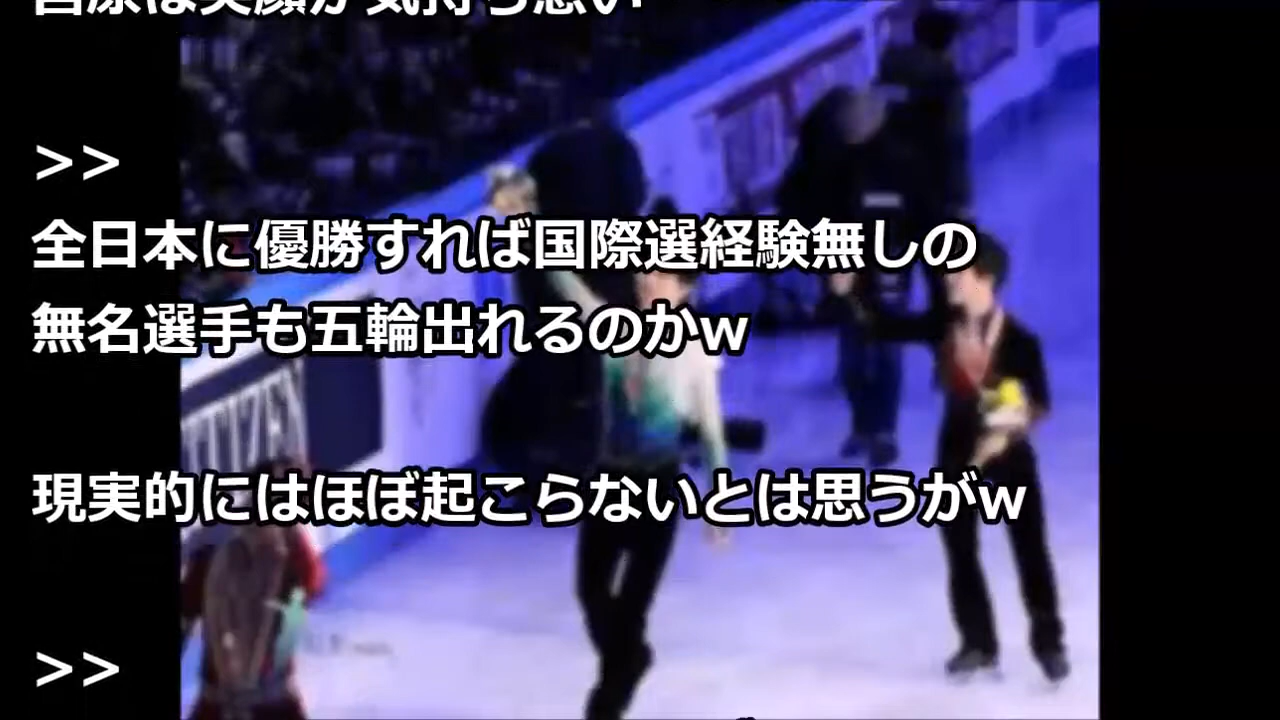 >>
全日本に優勝すれば国際選経験無しの
無名選手も五輪出れるのかw
現実的にはほぼ起こらないとは思うがw
>>
CITIZEN